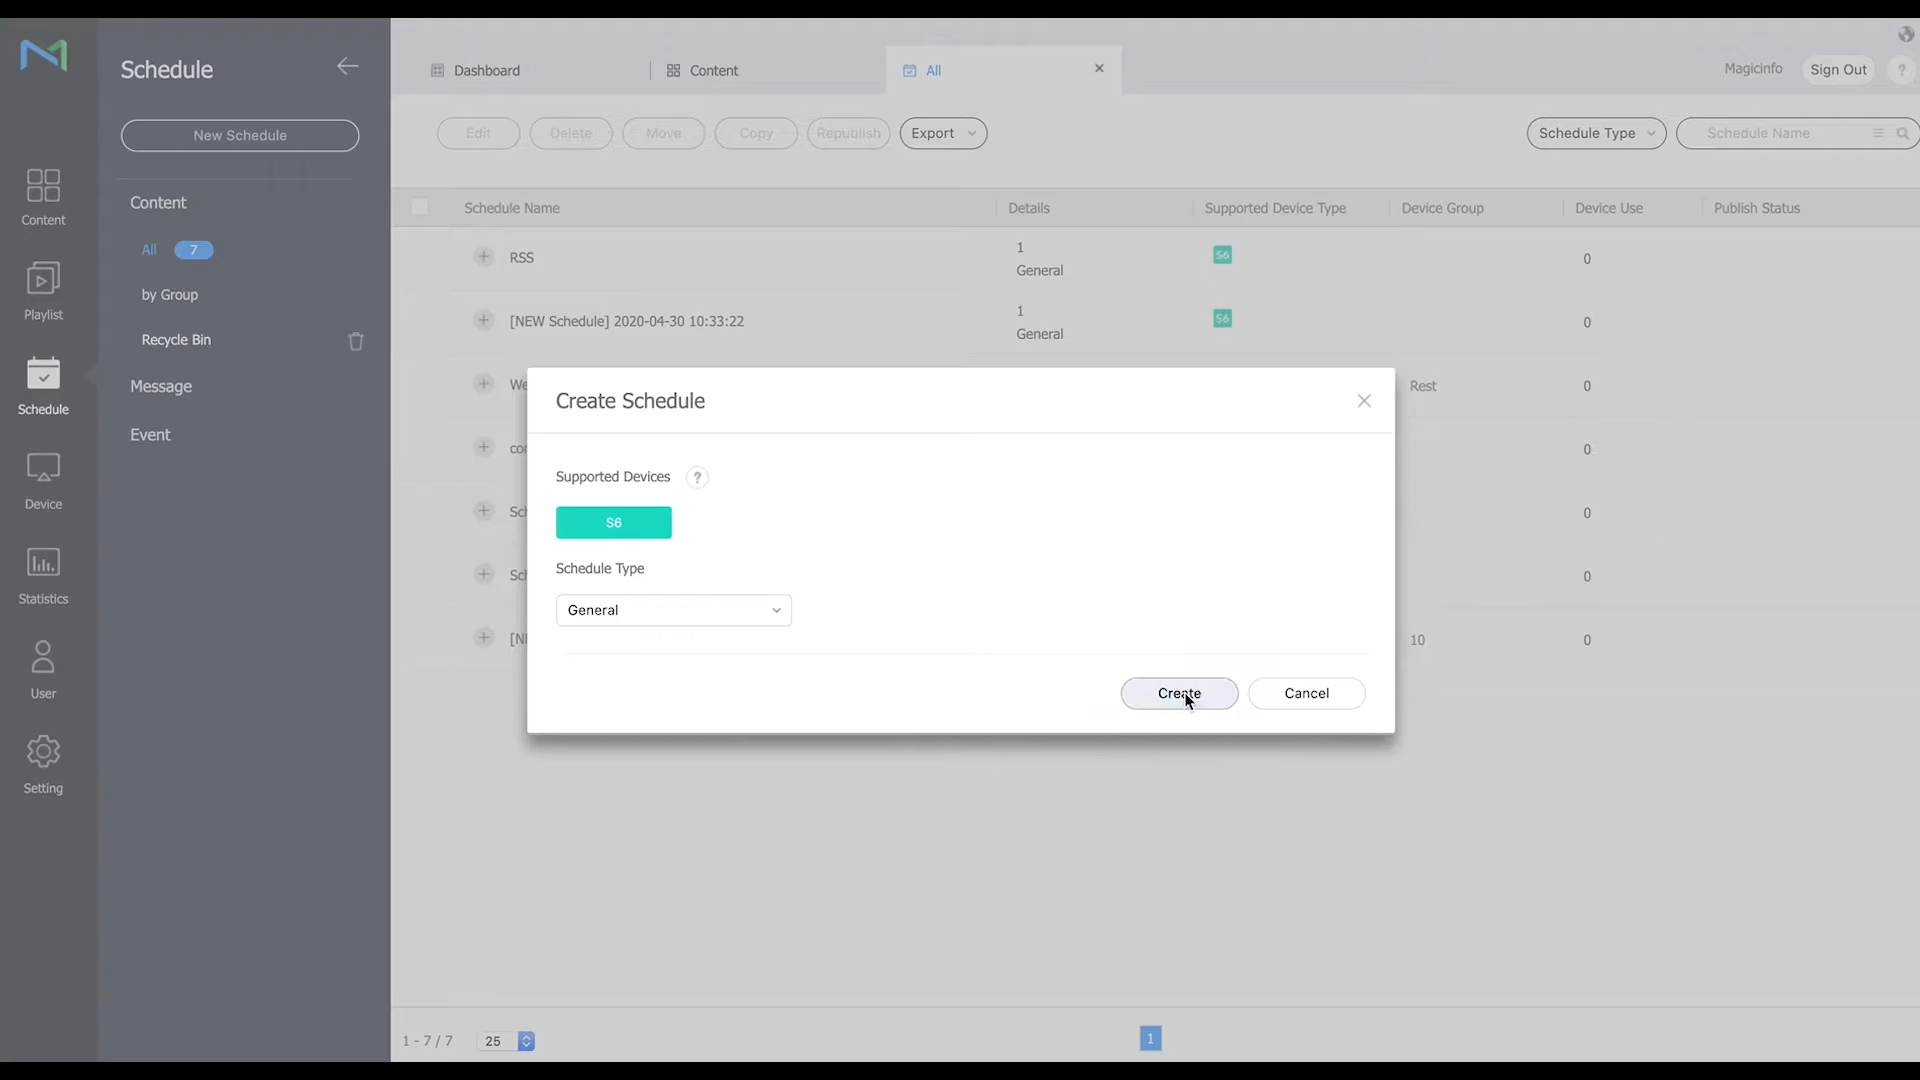 Schedule
New Schedule
Content
All 7
by Group
Recycle Bin
Message
Event
Content
Playlist
Schedule
Device
Statistics
User
Setting
Dashboard
Content
All
Magicinfo
Sign Out
?
Edit
Delete
Move
Copy
Republish
Export
Schedule Type
Schedule Name
Schedule Name
Details
Supported Device Type
Device Group
Device Use
Publish Status
RSS
1
General
S6
0
[NEW Schedule] 2020-04-30 10:33:22
1
General
S6
0
We
Rest
0
0
0
0
[N
10
0
Create Schedule
Supported Devices ?
S6
Schedule Type
General
Create
Cancel
1 - 7 / 7
25
1